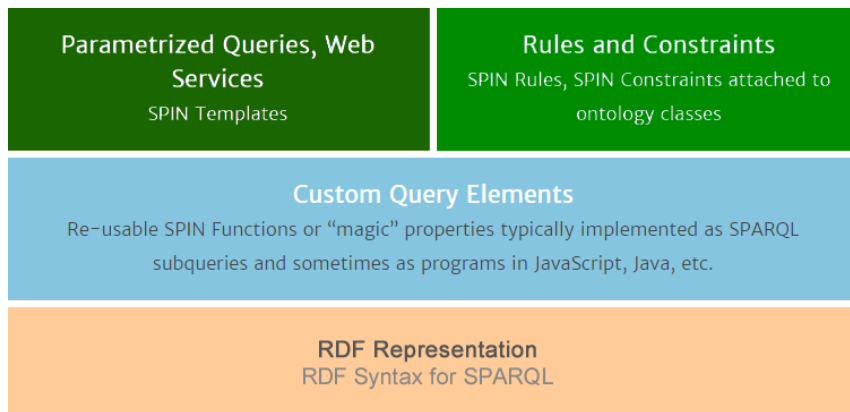 Parametrized Queries, Web
Services
SPIN Templates
Rules and Constraints
SPIN Rules, SPIN Constraints attached to
ontology classes
Custom Query Elements
Re-usable SPIN Functions or “magic” properties typically implemented as SPARQL
subqueries and sometimes as programs in JavaScript, Java, etc.
RDF Representation
RDF Syntax for SPARQL